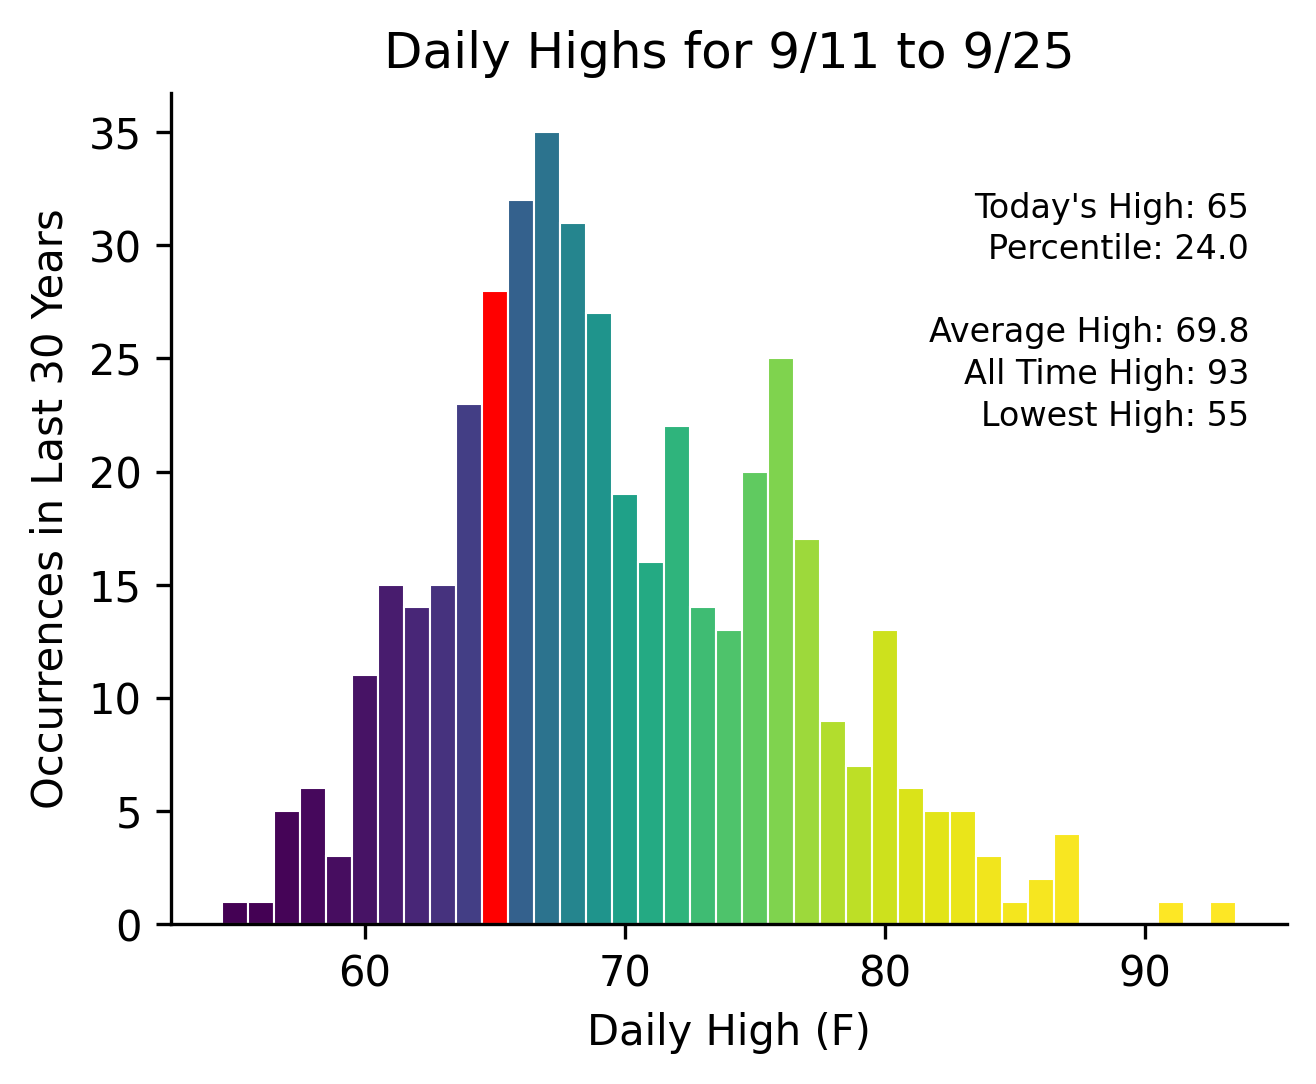 Daily Highs for 9/11 to 9/25
35
30
25
20
15
10
5
0
Occurrences in Last 30 Years
Today's High: 65
Percentile: 24.0
Average High: 69.8
All Time High: 93
Lowest High: 55
60 70 80 90
Daily High (F)